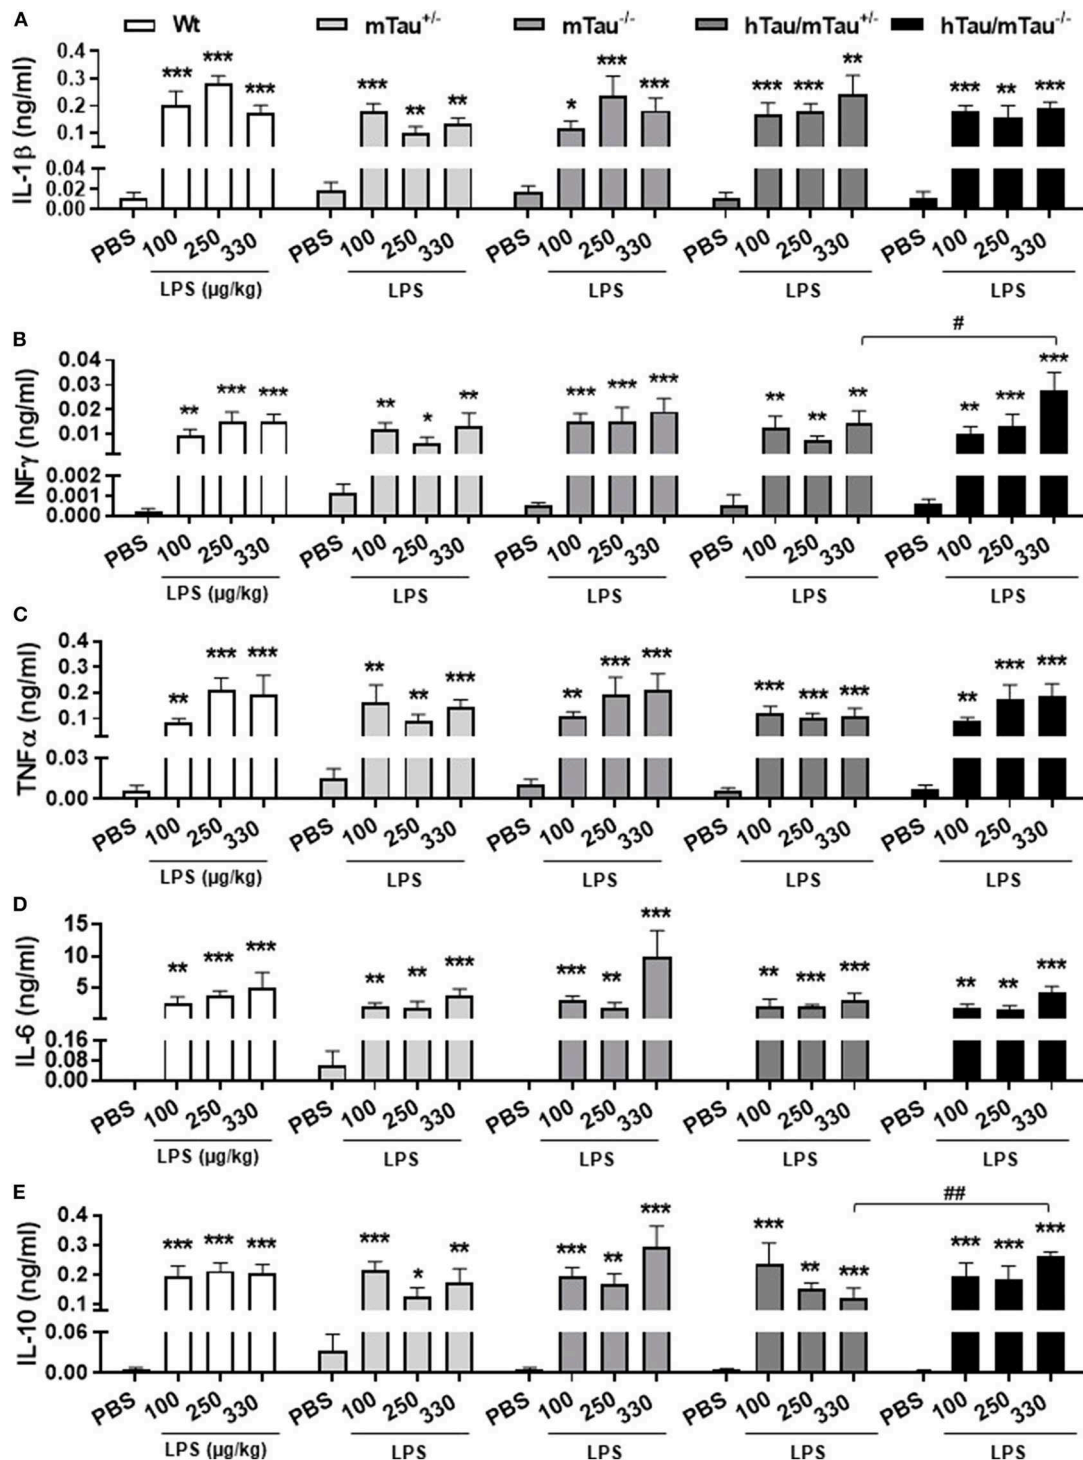 A Wt mTau+/- mTau-/- hTau/mTau+/- hTau/mTau-/-
IL-1β (ng/ml)
0.4
0.3
0.2
0.1
0.04
0.02
0.00
*** *** *** *** ** ** * *** *** *** *** ** *** ** ***
PBS 100 250 330 PBS 100 250 330 PBS 100 250 330 PBS 100 250 330 PBS 100 250 330
LPS (μg/kg) LPS LPS LPS LPS
B
#
INFγ (ng/ml)
0.04
0.03
0.02
0.01
0.002
0.001
0.000
** *** *** ** * ** *** *** *** ** ** ** ** *** ***
PBS 100 250 330 PBS 100 250 330 PBS 100 250 330 PBS 100 250 330 PBS 100 250 330
LPS (μg/kg) LPS LPS LPS LPS
C
TNFα (ng/ml)
0.4
0.3
0.2
0.1
0.03
0.00
** *** *** ** ** *** ** *** *** *** *** *** ** *** ***
PBS 100 250 330 PBS 100 250 330 PBS 100 250 330 PBS 100 250 330 PBS 100 250 330
LPS (μg/kg) LPS LPS LPS LPS
D
IL-6 (ng/ml)
15
10
5
0.16
0.08
0.00
** *** *** ** ** *** *** ** *** ** *** *** ** ** ***
PBS 100 250 330 PBS 100 250 330 PBS 100 250 330 PBS 100 250 330 PBS 100 250 330
LPS (μg/kg) LPS LPS LPS LPS
E
##
IL-10 (ng/ml)
0.4
0.3
0.2
0.1
0.06
0.00
*** *** *** *** * ** *** ** *** *** ** *** *** *** ***
PBS 100 250 330 PBS 100 250 330 PBS 100 250 330 PBS 100 250 330 PBS 100 250 330
LPS (μg/kg) LPS LPS LPS LPS